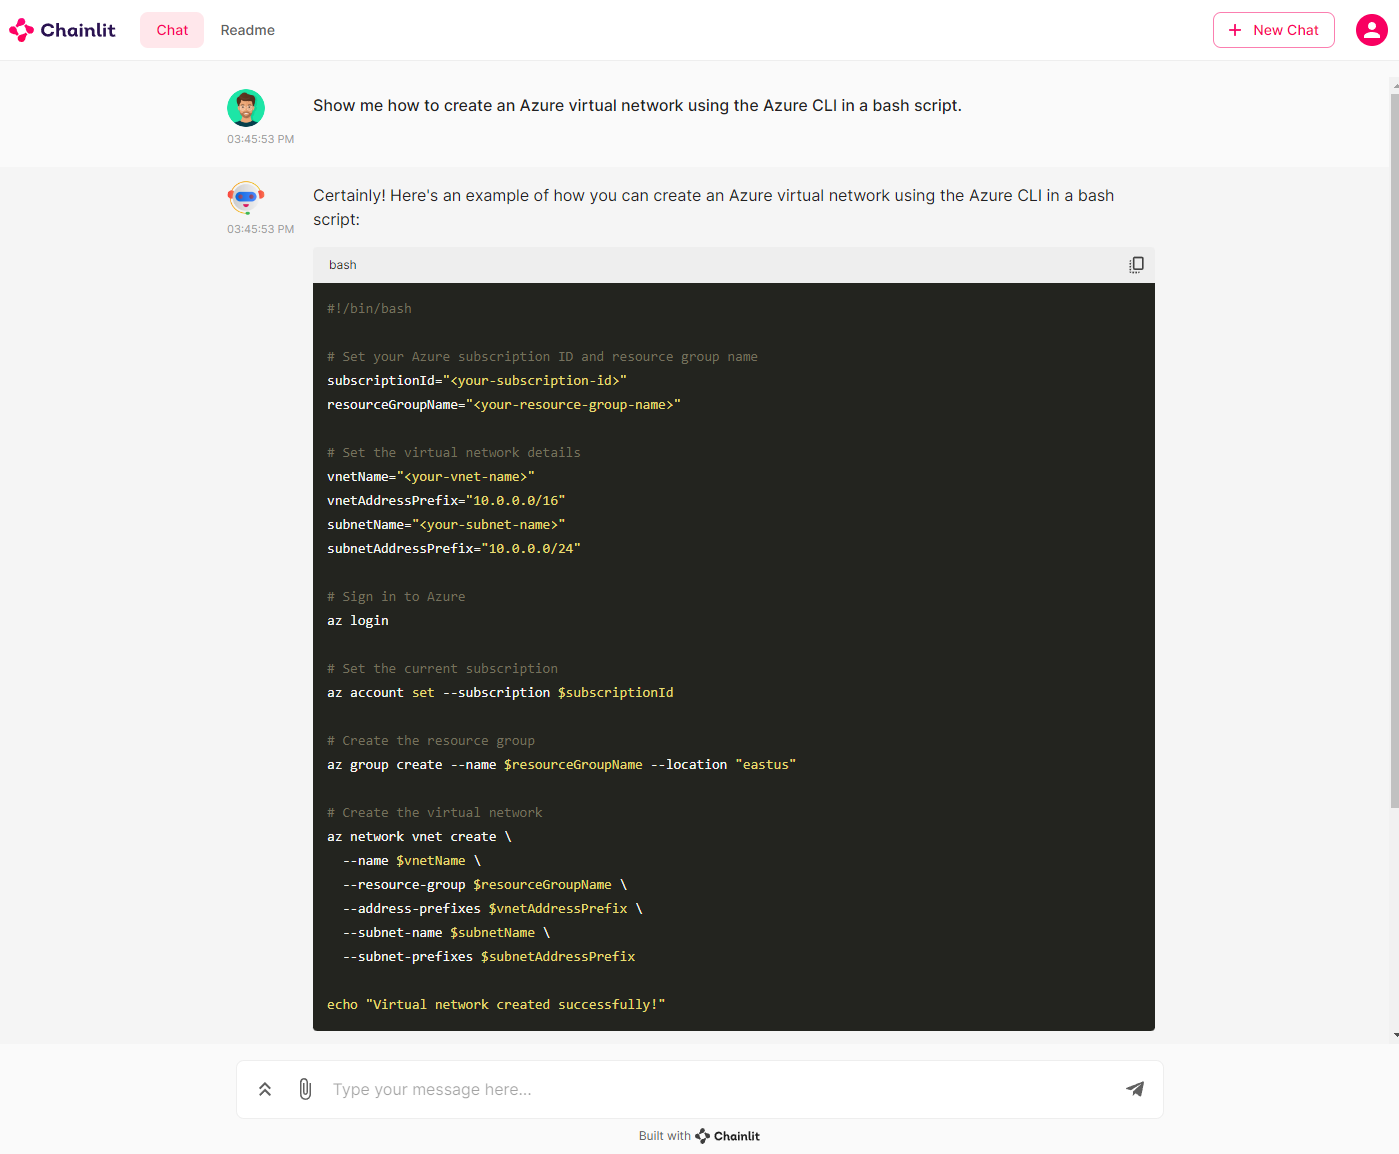 Chainlit
Chat
Readme
New Chat
Show me how to create an Azure virtual network using the Azure CLI in a bash script.
03:45:53 PM
Certainly! Here's an example of how you can create an Azure virtual network using the Azure CLI in a bash
script:
03:45:53 PM
bash
#!/bin/bash
# Set your Azure subscription ID and resource group name
subscriptionId="<your-subscription-id>"
resourceGroupName="<your-resource-group-name>"
# Set the virtual network details
vnetName="<your-vnet-name>"
vnetAddressPrefix="10.0.0.0/16"
subnetName="<your-subnet-name>"
subnetAddressPrefix="10.0.0.0/24"
# Sign in to Azure
az login
# Set the current subscription
az account set --subscription $subscriptionId
# Create the resource group
az group create --name $resourceGroupName --location "eastus"
# Create the virtual network
az network vnet create \
--name $vnetName \
--resource-group $resourceGroupName \
--address-prefixes $vnetAddressPrefix \
--subnet-name $subnetName \
--subnet-prefixes $subnetAddressPrefix
echo "Virtual network created successfully!"
Type your message here...
Built with Chainlit